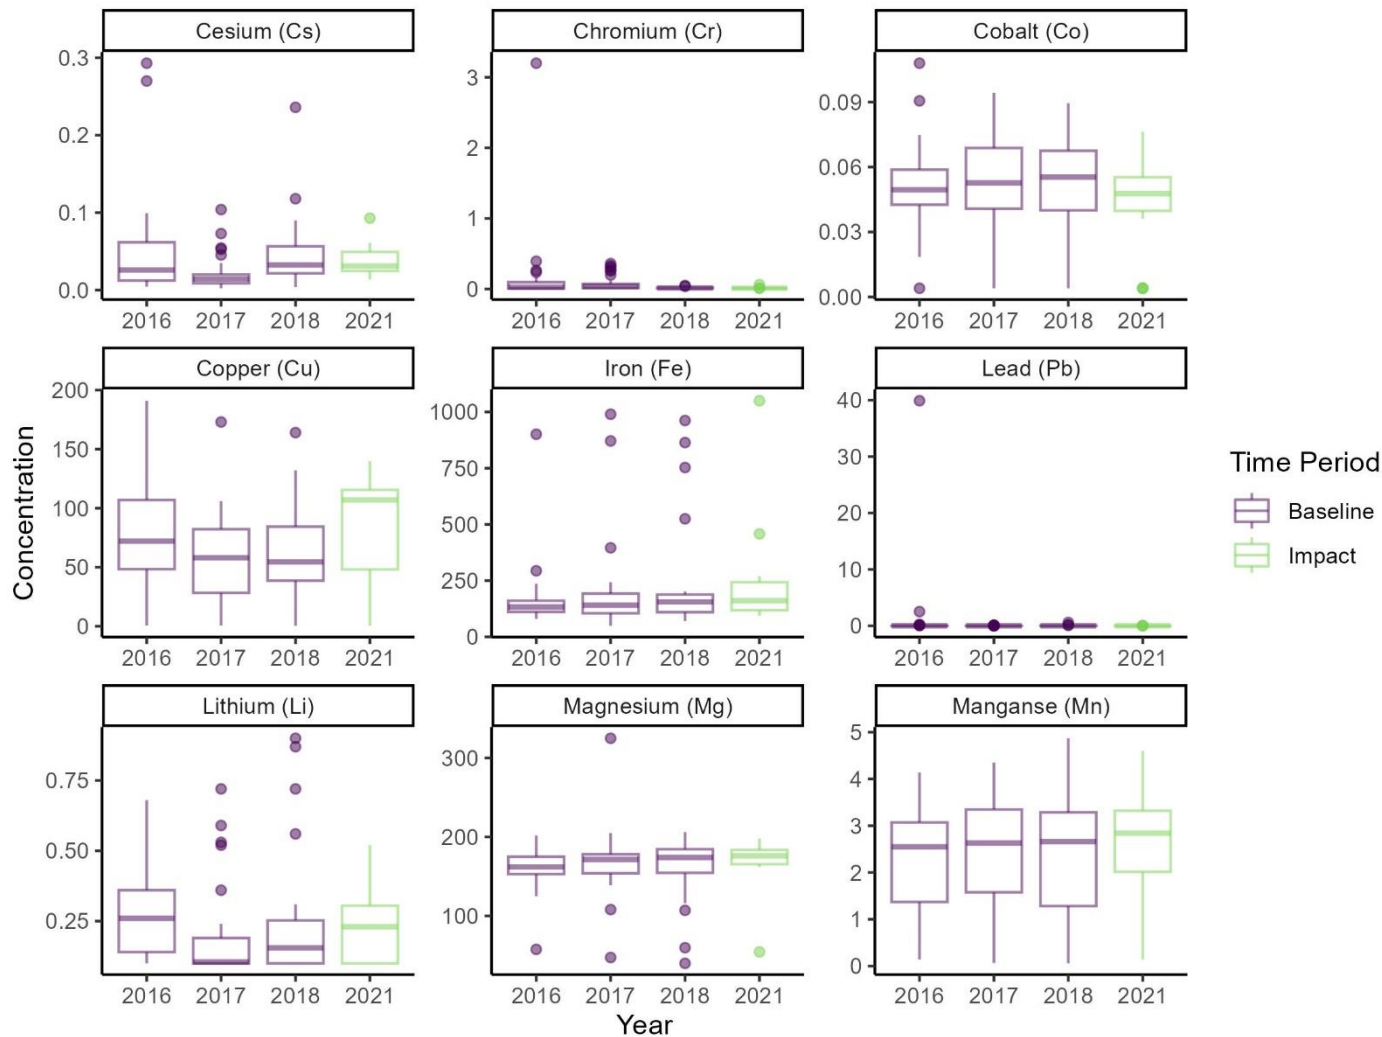 Cesium (Cs)
Chromium (Cr)
Cobalt (Co)
0.3
0.2
0.1
0.0
3
2
1
0
0.09
0.06
0.03
0.00
2016 2017 2018 2021
2016 2017 2018 2021
2016 2017 2018 2021
Copper (Cu)
Iron (Fe)
Lead (Pb)
200
150
100
50
0
1000
750
500
250
0
40
30
20
10
0
2016 2017 2018 2021
2016 2017 2018 2021
2016 2017 2018 2021
Lithium (Li)
Magnesium (Mg)
Manganse (Mn)
0.75
0.50
0.25
300
200
100
5
4
3
2
1
0
2016 2017 2018 2021
2016 2017 2018 2021
2016 2017 2018 2021
Concentration
Year
Time Period
Baseline
Impact